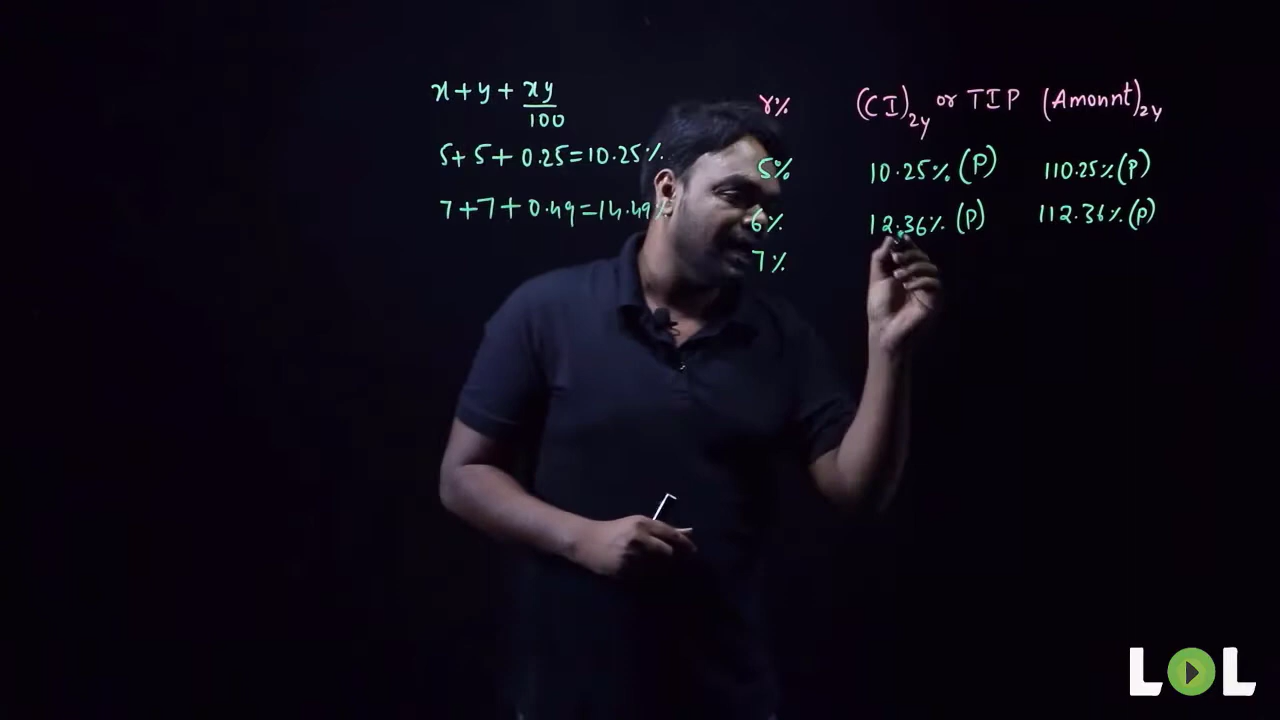 x + y + xy/100
5 + 5 + 0.25 = 10.25%
7 + 7 + 0.49 = 14.49%
r% (CI)2y or TIP (Amount)2y
5% 10.25% (P) 110.25% (P)
6% 12.36% (P) 112.36% (P)
7%
LOL